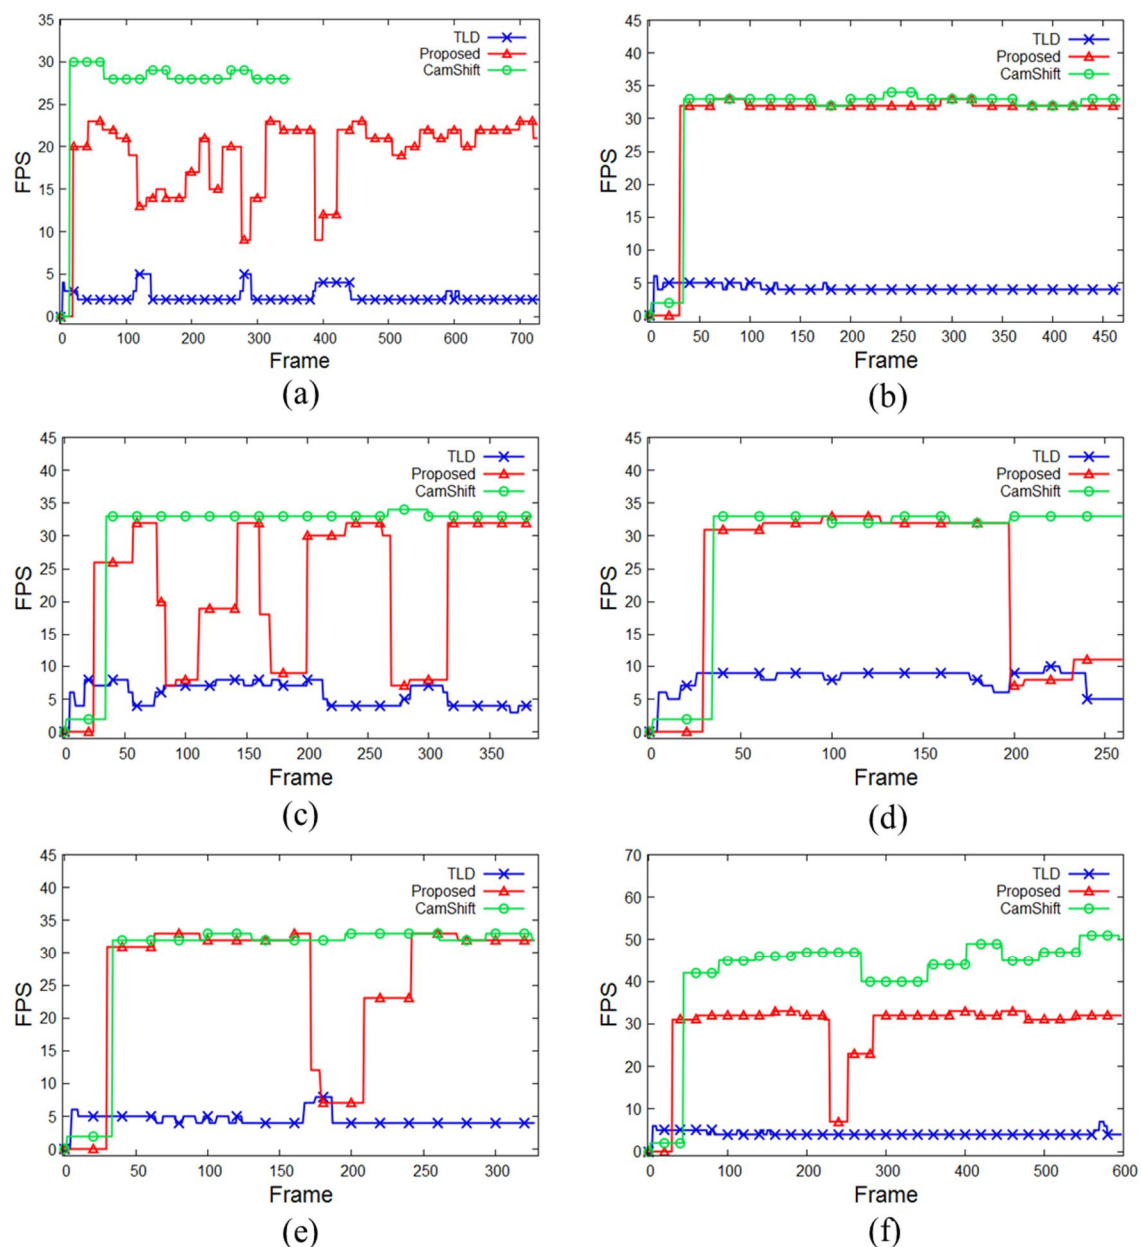 35
30
25
20
15
10
5
0
FPS
TLD
Proposed
CamShift
0 100 200 300 400 500 600 700
Frame
(a)
45
40
35
30
25
20
15
10
5
0
FPS
TLD
Proposed
CamShift
0 50 100 150 200 250 300 350 400 450
Frame
(b)
45
40
35
30
25
20
15
10
5
0
FPS
TLD
Proposed
CamShift
0 50 100 150 200 250 300 350
Frame
(c)
45
40
35
30
25
20
15
10
5
0
FPS
TLD
Proposed
CamShift
0 50 100 150 200 250
Frame
(d)
45
40
35
30
25
20
15
10
5
0
FPS
TLD
Proposed
CamShift
0 50 100 150 200 250 300
Frame
(e)
70
60
50
40
30
20
10
0
FPS
TLD
Proposed
CamShift
0 100 200 300 400 500 600
Frame
(f)